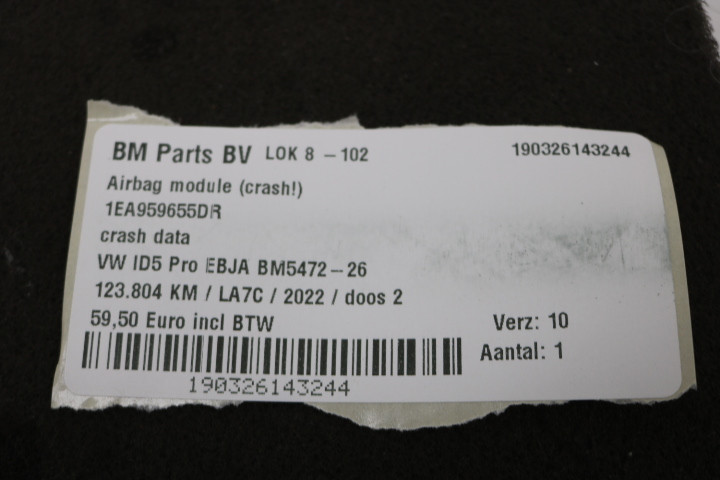 BM Parts BV LOK 8 - 102 190326143244
Airbag module (crash!)
1EA959655DR
crash data
VW ID5 Pro EBJA BM5472-26
123.804 KM / LA7C / 2022 / doos 2
59,50 Euro incl BTW Verz: 10
Aantal: 1
190326143244